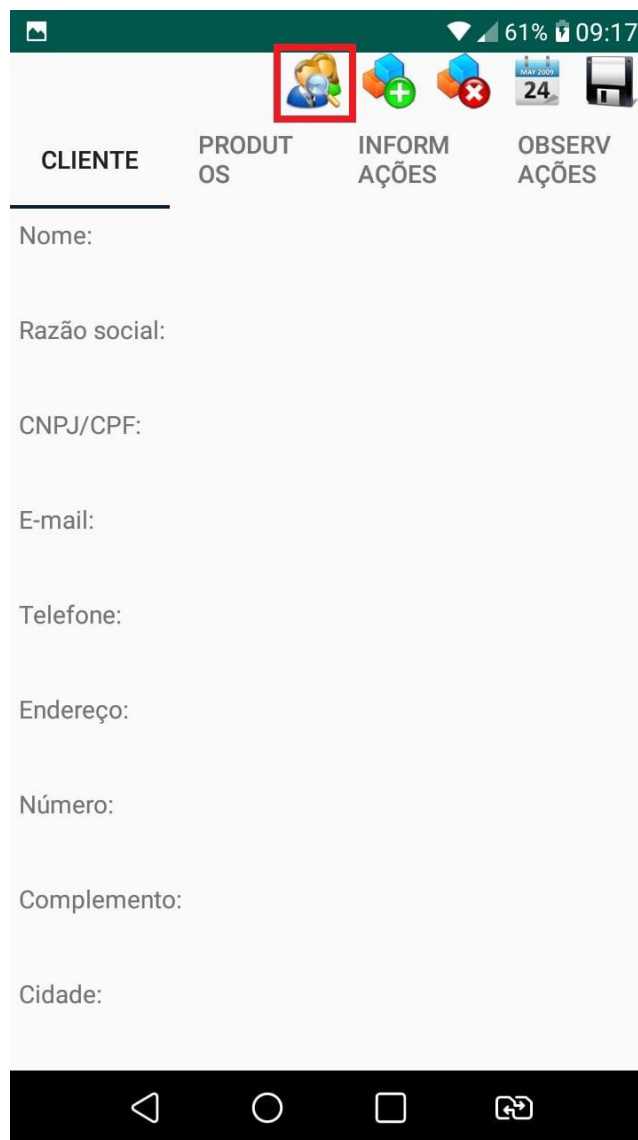 61% 09:17
MAY 2009
24
CLIENTE
PRODUT
OS
INFORM
AÇÕES
OBSERV
AÇÕES
Nome:
Razão social:
CNPJ/CPF:
E-mail:
Telefone:
Endereço:
Número:
Complemento:
Cidade: